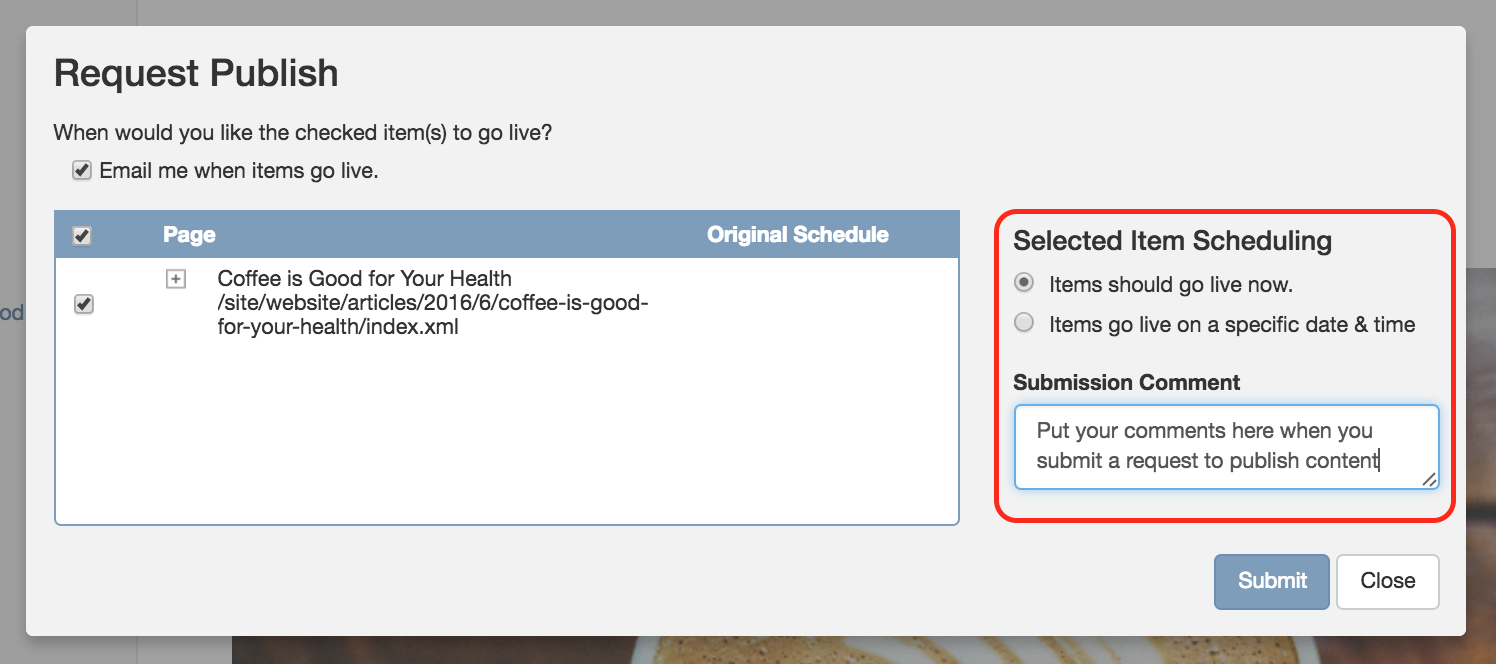 Request Publish
When would you like the checked item(s) to go live?
Email me when items go live.
Page
Original Schedule
Coffee is Good for Your Health
/site/website/articles/2016/6/coffee-is-good-
for-your-health/index.xml
Selected Item Scheduling
Items should go live now.
Items go live on a specific date & time
Submission Comment
Put your comments here when you
submit a request to publish content
Submit
Close
od